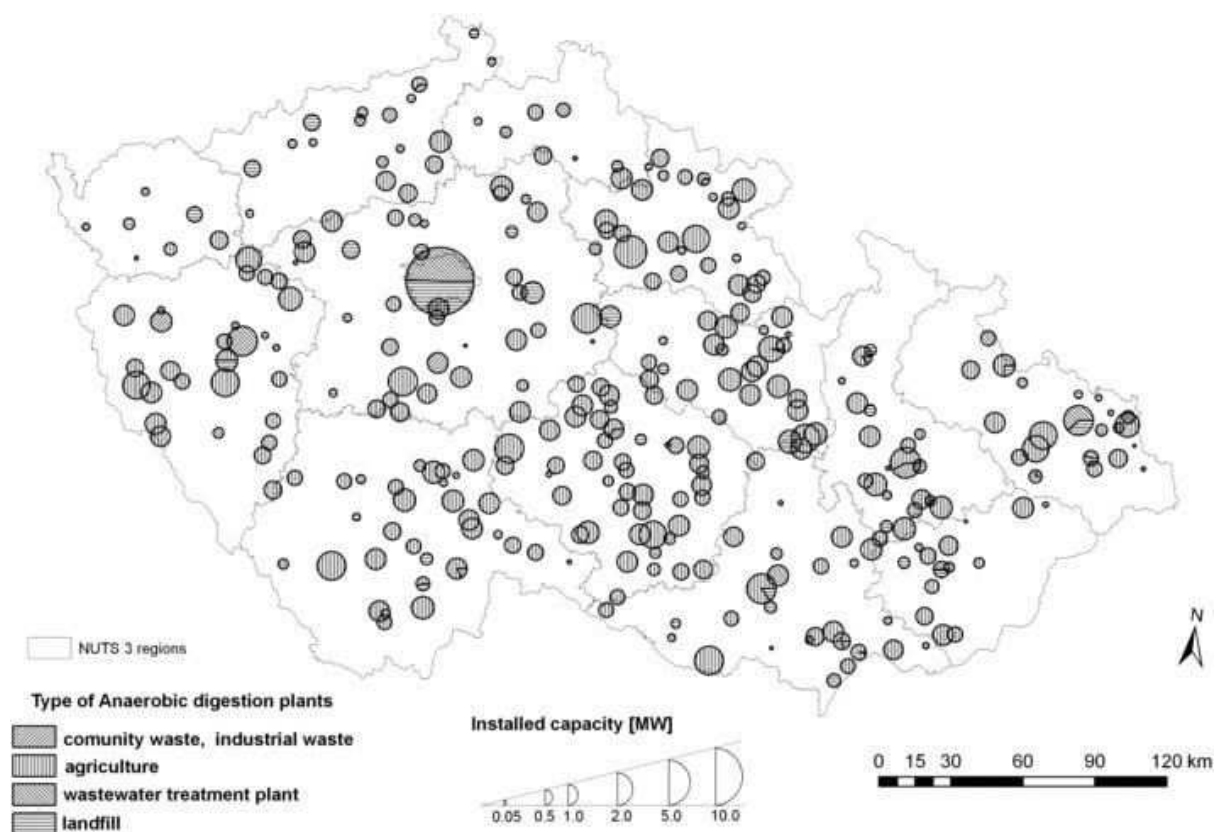 N
NUTS 3 regions
Type of Anaerobic digestion plants
comunity waste, industrial waste
agriculture
wastewater treatment plant
landfill
Installed capacity [MW]
0.05 0.5 1.0 2.0 5.0 10.0
0 15 30 60 90 120 km